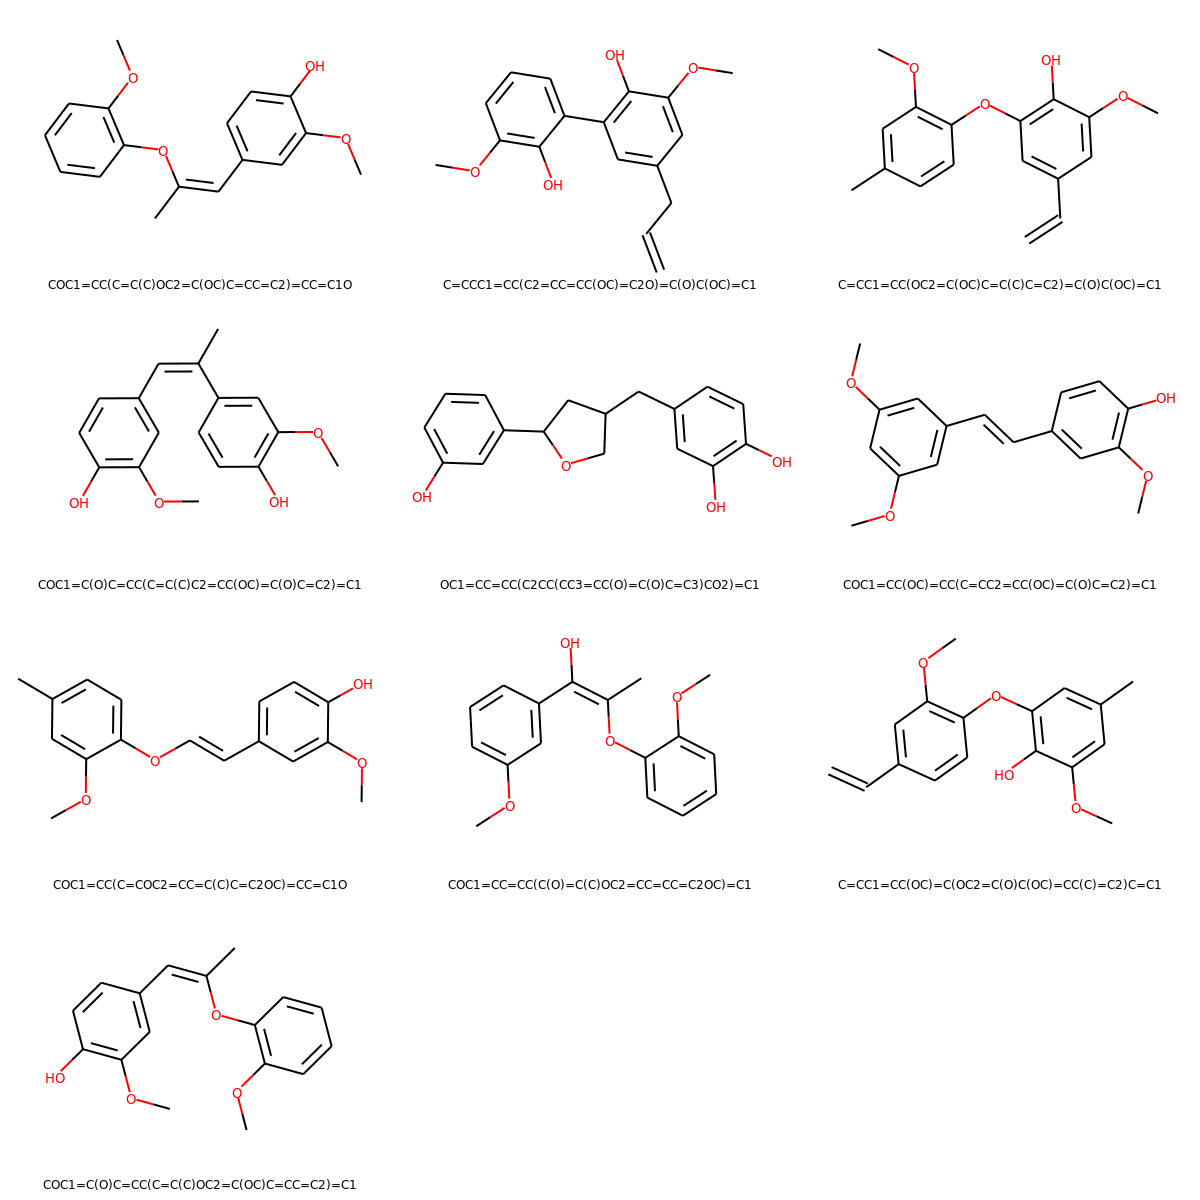 COC1=CC(C=C(C)OC2=C(OC)C=CC=C2)=CC=C1O
C=CCC1=CC(C2=CC=CC(OC)=C2O)=C(O)C(OC)=C1
C=CC1=CC(OC2=C(OC)C=C(C)C=C2)=C(O)C(OC)=C1
COC1=C(O)C=CC(C=C(C)C2=CC(OC)=C(O)C=C2)=C1
OC1=CC=CC(C2CC(CC3=CC(O)=C(O)C=C3)CO2)=C1
COC1=CC(OC)=CC(C=CC2=CC(OC)=C(O)C=C2)=C1
COC1=CC(C=COC2=CC=C(C)C=C2OC)=CC=C1O
COC1=CC=CC(C(O)=C(C)OC2=CC=CC=C2OC)=C1
C=CC1=CC(OC)=C(OC2=C(O)C(OC)=CC(C)=C2)C=C1
COC1=C(O)C=CC(C=C(C)OC2=C(OC)C=CC=C2)=C1